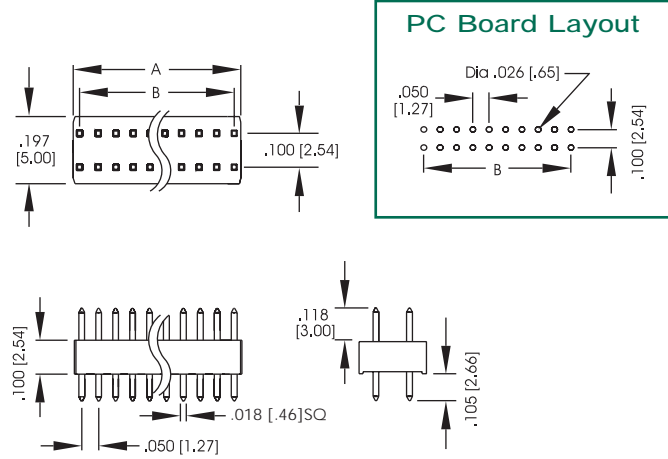 PC Board Layout
A
B
.197
[5.00]
.100 [2.54]
Dia .026 [.65]
.050
[1.27]
.100 [2.54]
B
.100 [2.54]
.018 [.46]SQ
.050 [1.27]
.118
[3.00]
.105 [2.66]